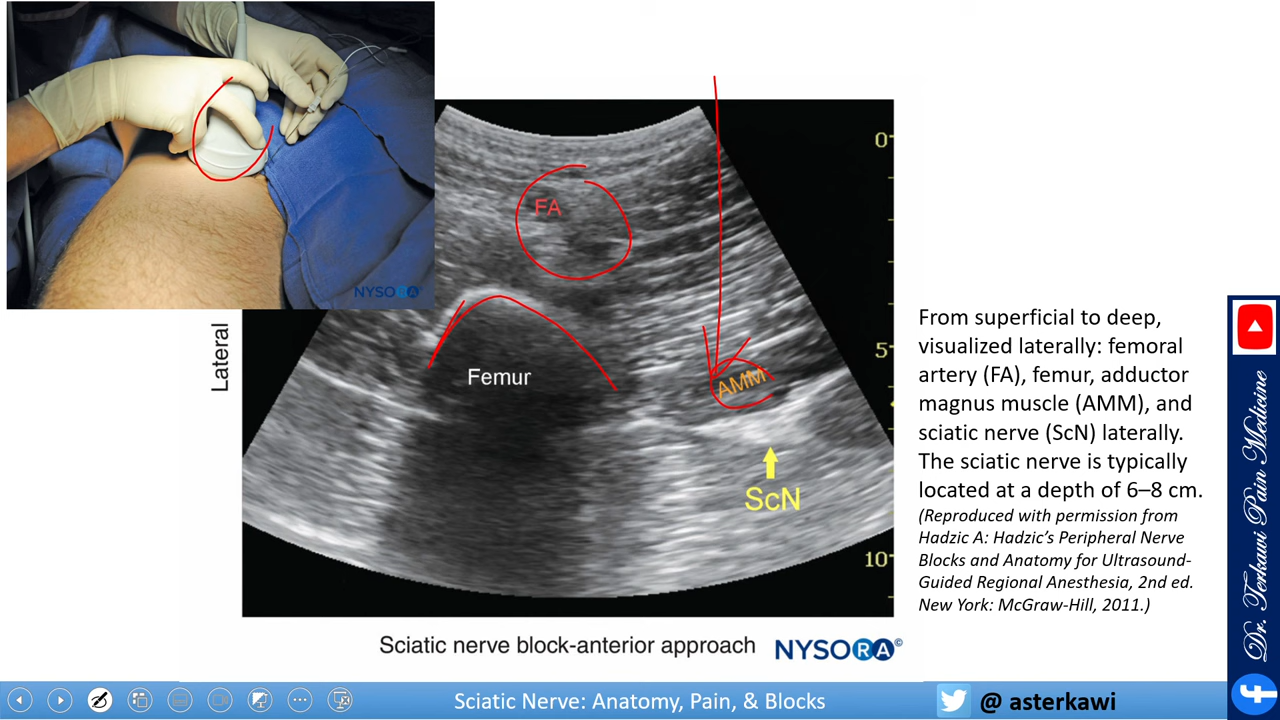 NYSORA
FA
0
Lateral
5
Femur
AMM
ScN
10
From superficial to deep,
visualized laterally: femoral
artery (FA), femur, adductor
magnus muscle (AMM), and
sciatic nerve (ScN) laterally.
The sciatic nerve is typically
located at a depth of 6–8 cm.
(Reproduced with permission from
Hadzic A: Hadzic's Peripheral Nerve
Blocks and Anatomy for Ultrasound-
Guided Regional Anesthesia, 2nd ed.
New York: McGraw-Hill, 2011.)
Sciatic nerve block-anterior approach NYSORA©
Dr. Terkawi Pain Medicine
Sciatic Nerve: Anatomy, Pain, & Blocks
@ asterkawi